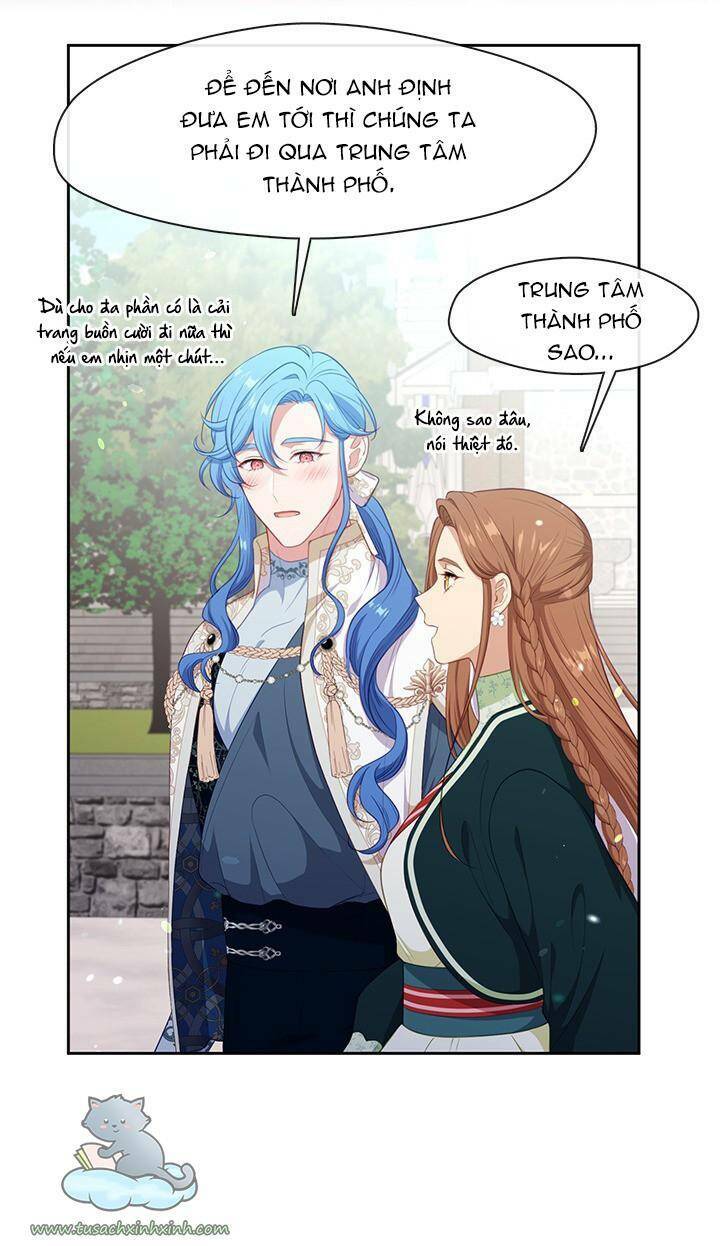 ĐỂ ĐẾN NƠI ANH ĐỊNH
ĐƯA EM TỚI THÌ CHÚNG TA
PHẢI ĐI QUA TRUNG TÂM
THÀNH PHỐ.
Dù cho đa phần có là cải
trang buồn cười đi nữa thì
nếu em nhịn một chút...
TRUNG TÂM
THÀNH PHỐ
SAO...
Không sao đâu,
nói thiệt đó.
www.tusachxinhxinh.com